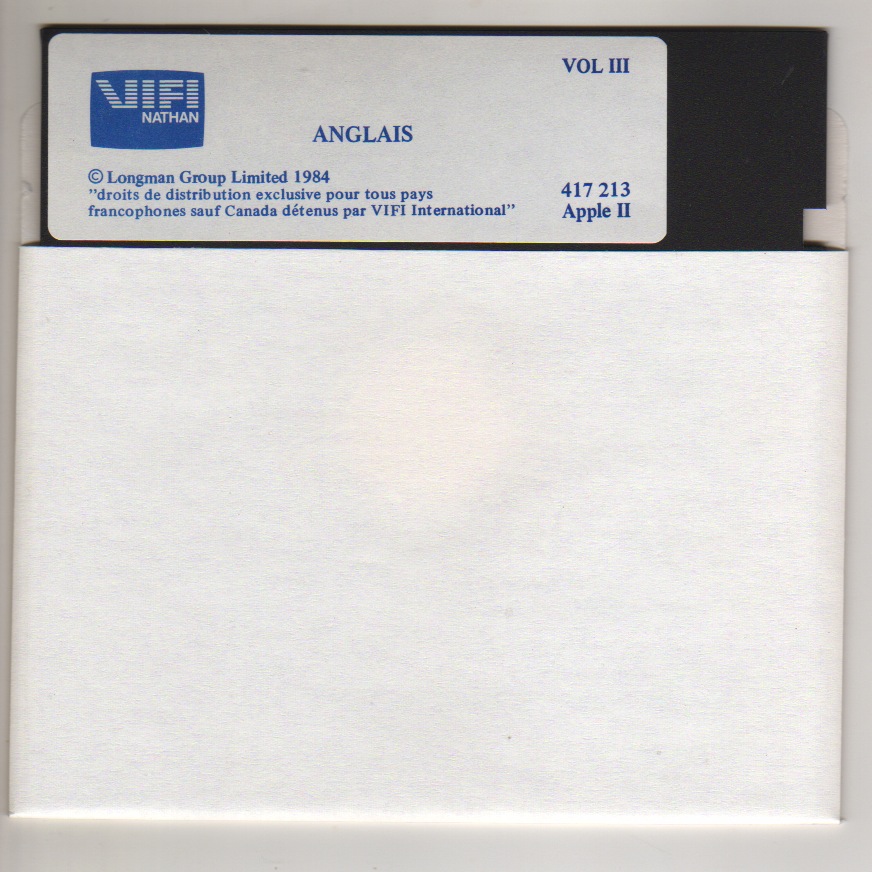 VIFI
NATHAN
VOL III
ANGLAIS
© Longman Group Limited 1984
"droits de distribution exclusive pour tous pays
francophones sauf Canada détenus par VIFI International"
417 213
Apple II